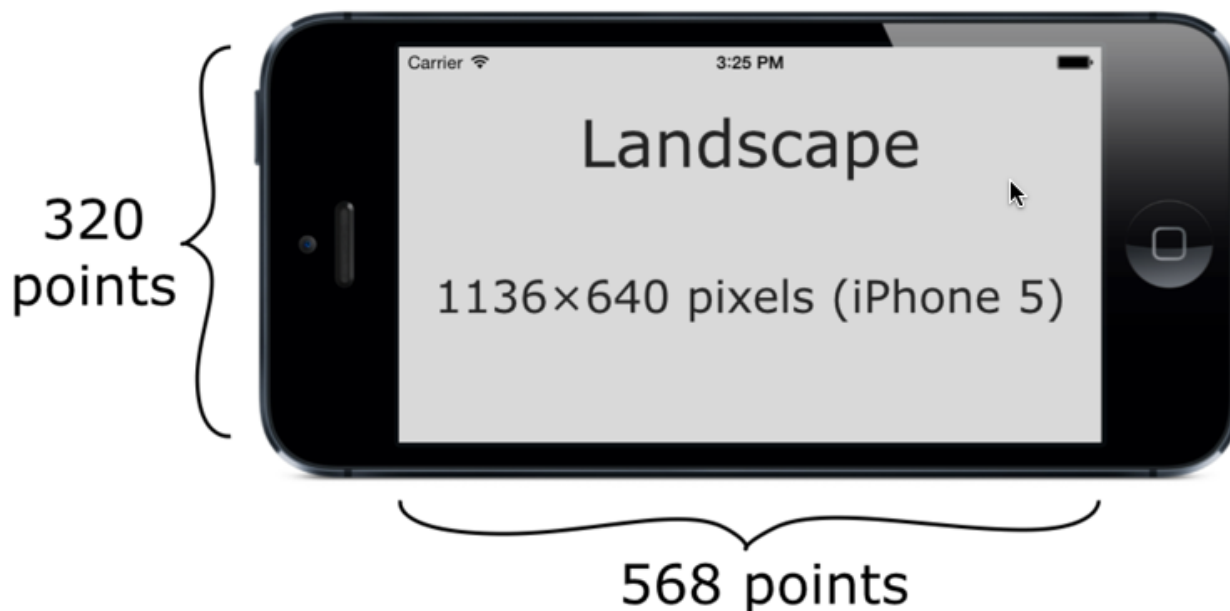 Carrier 3:25 PM
Landscape
320
points
1136×640 pixels (iPhone 5)
568 points